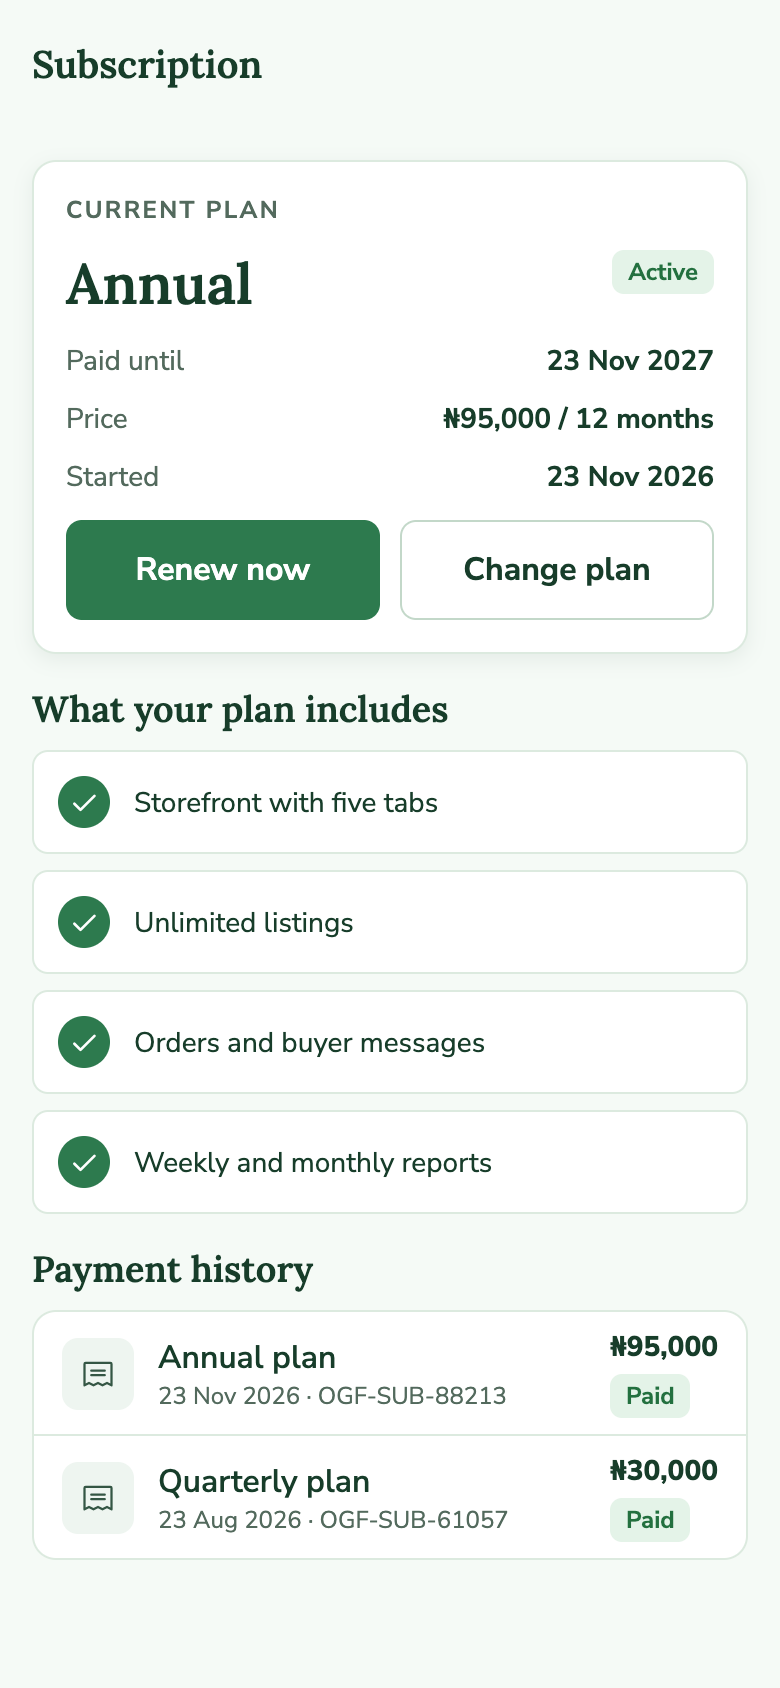 Subscription
CURRENT PLAN
Annual
Active
Paid until 23 Nov 2027
Price ₦95,000 / 12 months
Started 23 Nov 2026
Renew now Change plan
What your plan includes
Storefront with five tabs
Unlimited listings
Orders and buyer messages
Weekly and monthly reports
Payment history
Annual plan ₦95,000
23 Nov 2026 · OGF-SUB-88213 Paid
Quarterly plan ₦30,000
23 Aug 2026 · OGF-SUB-61057 Paid